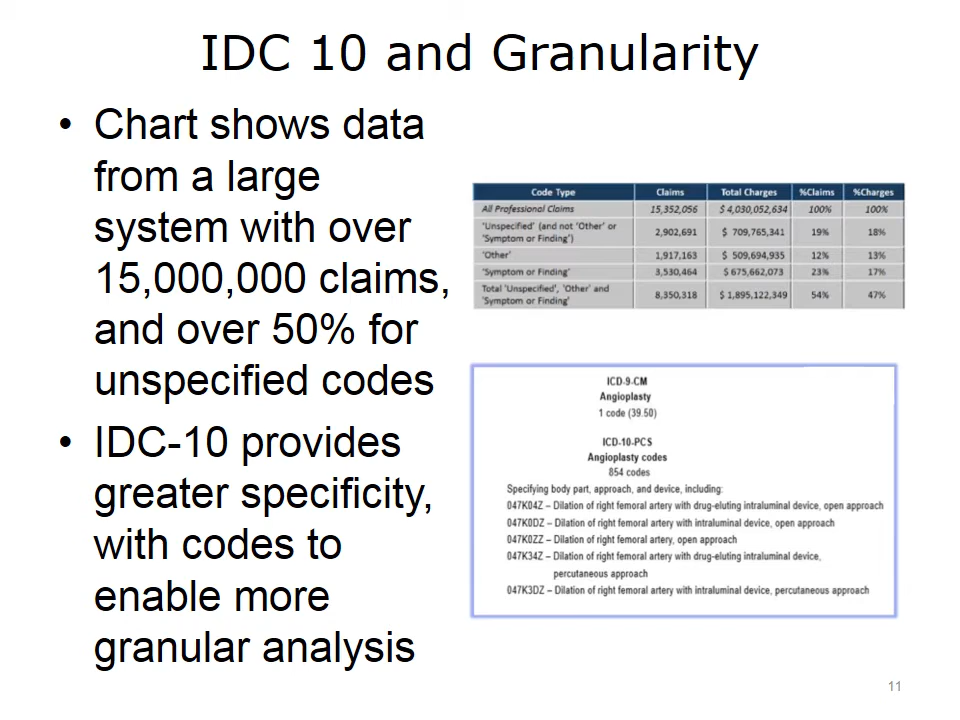 IDC 10 and Granularity
• Chart shows data
from a large
system with over
15,000,000 claims,
and over 50% for
unspecified codes
• IDC-10 provides
greater specificity,
with codes to
enable more
granular analysis
Code Type Claims Total Charges %Claims %Charges
All Professional Claims 15,352,056 $ 4,030,052,634 100% 100%
'Unspecified' (and not 'Other' or
'Symptom or Finding') 2,902,691 $ 709,765,341 19% 18%
'Other' 1,917,163 $ 509,694,935 12% 13%
'Symptom or Finding' 3,530,464 $ 675,662,073 23% 17%
Total 'Unspecified', 'Other' and
'Symptom or Finding' 8,350,318 $ 1,895,122,349 54% 47%
ICD-9-CM
Angioplasty
1 code (39.50)
ICD-10-PCS
Angioplasty codes
854 codes
Specifying body part, approach, and device, including:
047K04Z – Dilation of right femoral artery with drug-eluting intraluminal device, open approach
047K0DZ – Dilation of right femoral artery with intraluminal device, open approach
047K0ZZ – Dilation of right femoral artery, open approach
047K34Z – Dilation of right femoral artery with drug-eluting intraluminal device,
percutaneous approach
047K3DZ – Dilation of right femoral artery with intraluminal device, percutaneous approach
11